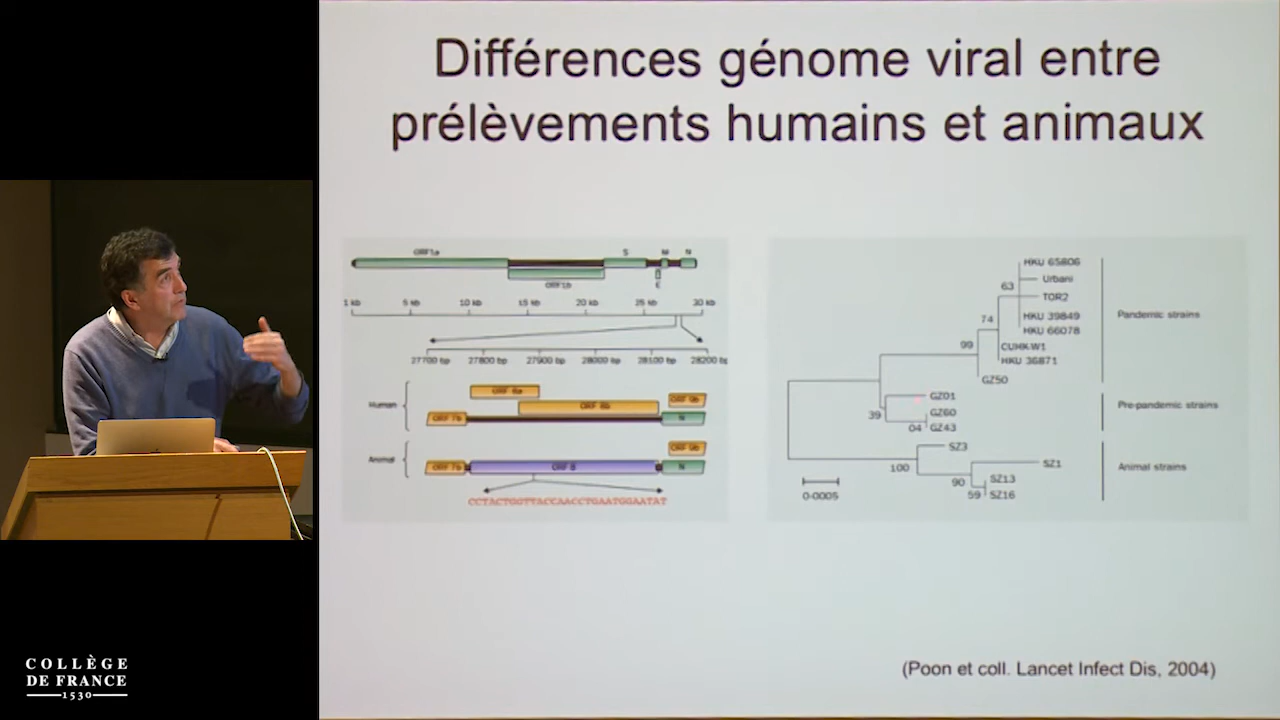 Différences génome viral entre
prélèvements humains et animaux
ORF1a
S
M
N
ORF1b
E
1 kb
5 kb
10 kb
15 kb
20 kb
25 kb
30 kb
27700 bp
27800 bp
27900 bp
28000 bp
28100 bp
28200 bp
Human
ORF 8a
ORF 8b
ORF 9b
ORF 7b
N
Animal
ORF 9b
ORF 7b
ORF 8
N
CCTACTGGTTACCAACCTGAATGGAATAT
HKU 65806
Urbani
63
TOR2
74
HKU 39849
HKU 66078
99
CUHK-W1
HKU 36871
GZ50
Pandemic strains
GZ01
39
GZ60
04
GZ43
Pre-pandemic strains
SZ3
100
SZ1
90
SZ13
59
SZ16
Animal strains
0·0005
(Poon et coll. Lancet Infect Dis, 2004)
COLLÈGE
DE FRANCE
1530